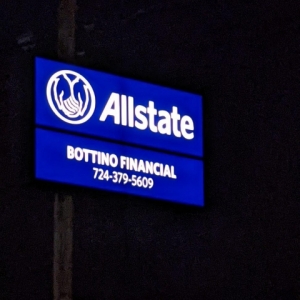 Allstate
BOTTINO FINANCIAL
724-379-5609